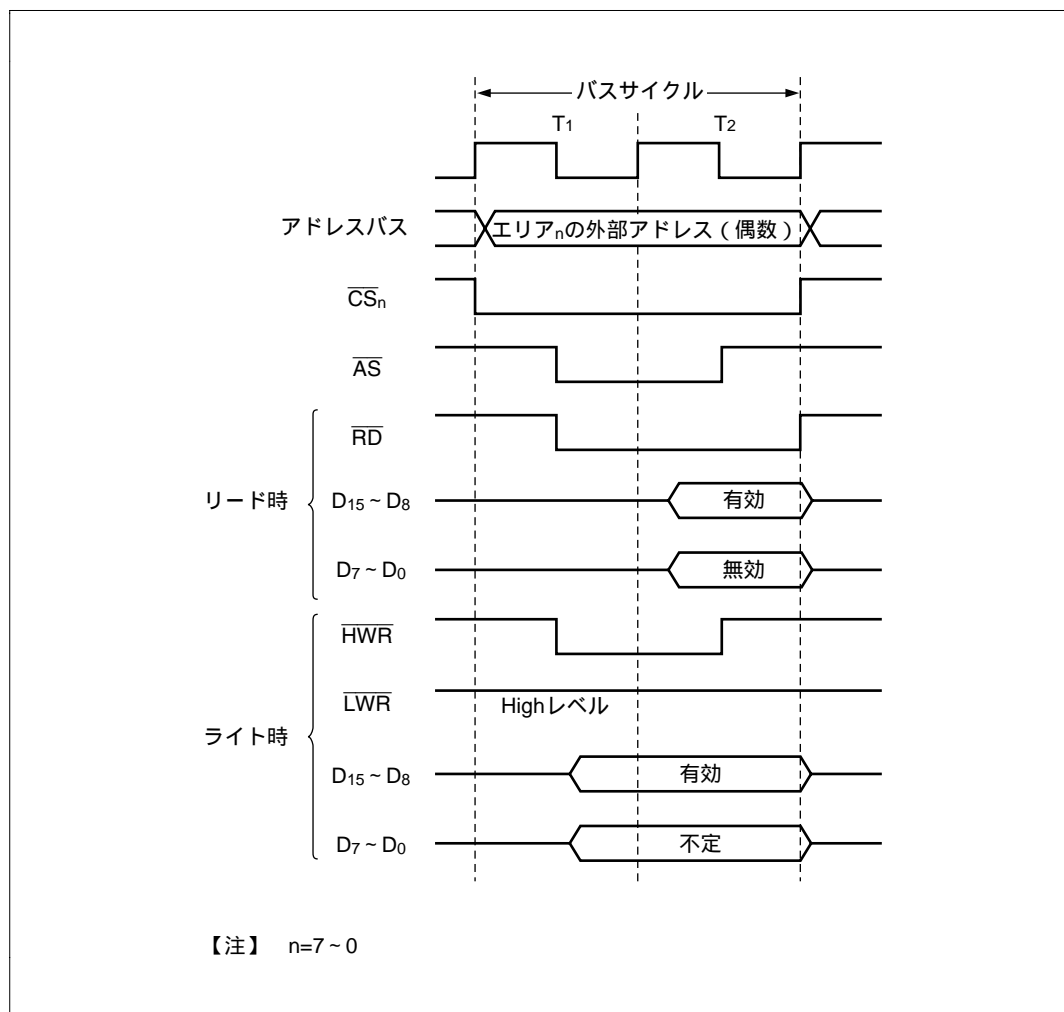 バスサイクル
T1 T2
アドレスバス エリアnの外部アドレス（偶数）
CSn
AS
RD
リード時 D15～D8 有効
D7～D0 無効
HWR
LWR Highレベル
ライト時 D15～D8 有効
D7～D0 不定
【注】 n=7～0